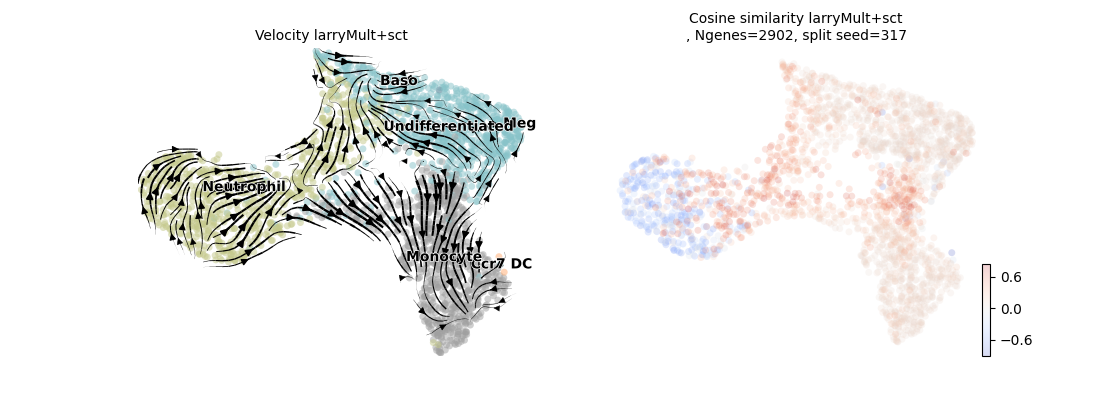 Velocity larryMult+sct
Baso
Undifferentiated
Meg
Neutrophil
Monocyte
Ccr7 DC
Cosine similarity larryMult+sct
, Ngenes=2902, split seed=317
0.6
0.0
−0.6